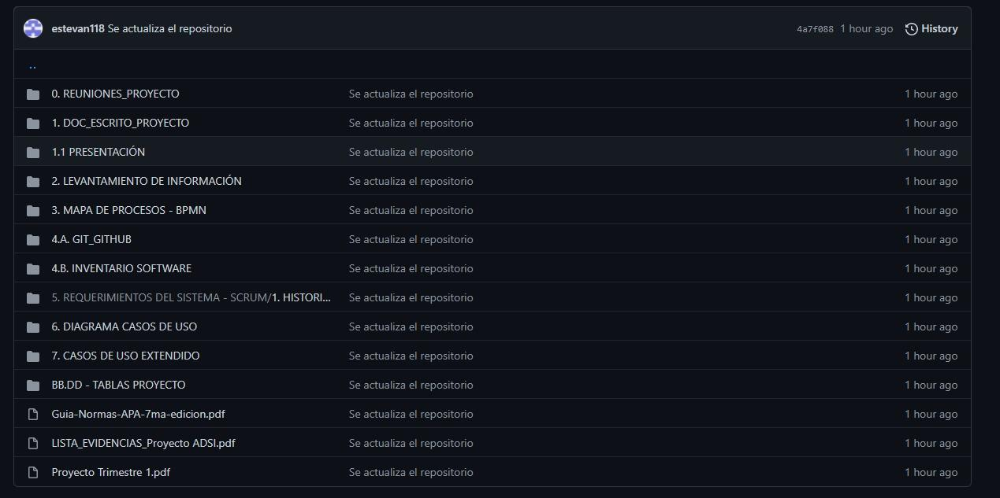 estevan118 Se actualiza el repositorio 4a7f088 1 hour ago History
..
0. REUNIONES_PROYECTO Se actualiza el repositorio 1 hour ago
1. DOC_ESCRITO_PROYECTO Se actualiza el repositorio 1 hour ago
1.1 PRESENTACIÓN Se actualiza el repositorio 1 hour ago
2. LEVANTAMIENTO DE INFORMACIÓN Se actualiza el repositorio 1 hour ago
3. MAPA DE PROCESOS - BPMN Se actualiza el repositorio 1 hour ago
4.A. GIT_GITHUB Se actualiza el repositorio 1 hour ago
4.B. INVENTARIO SOFTWARE Se actualiza el repositorio 1 hour ago
5. REQUERIMIENTOS DEL SISTEMA - SCRUM/1. HISTORI... Se actualiza el repositorio 1 hour ago
6. DIAGRAMA CASOS DE USO Se actualiza el repositorio 1 hour ago
7. CASOS DE USO EXTENDIDO Se actualiza el repositorio 1 hour ago
BB.DD - TABLAS PROYECTO Se actualiza el repositorio 1 hour ago
Guia-Normas-APA-7ma-edicion.pdf Se actualiza el repositorio 1 hour ago
LISTA_EVIDENCIAS_Proyecto ADSI.pdf Se actualiza el repositorio 1 hour ago
Proyecto Trimestre 1.pdf Se actualiza el repositorio 1 hour ago